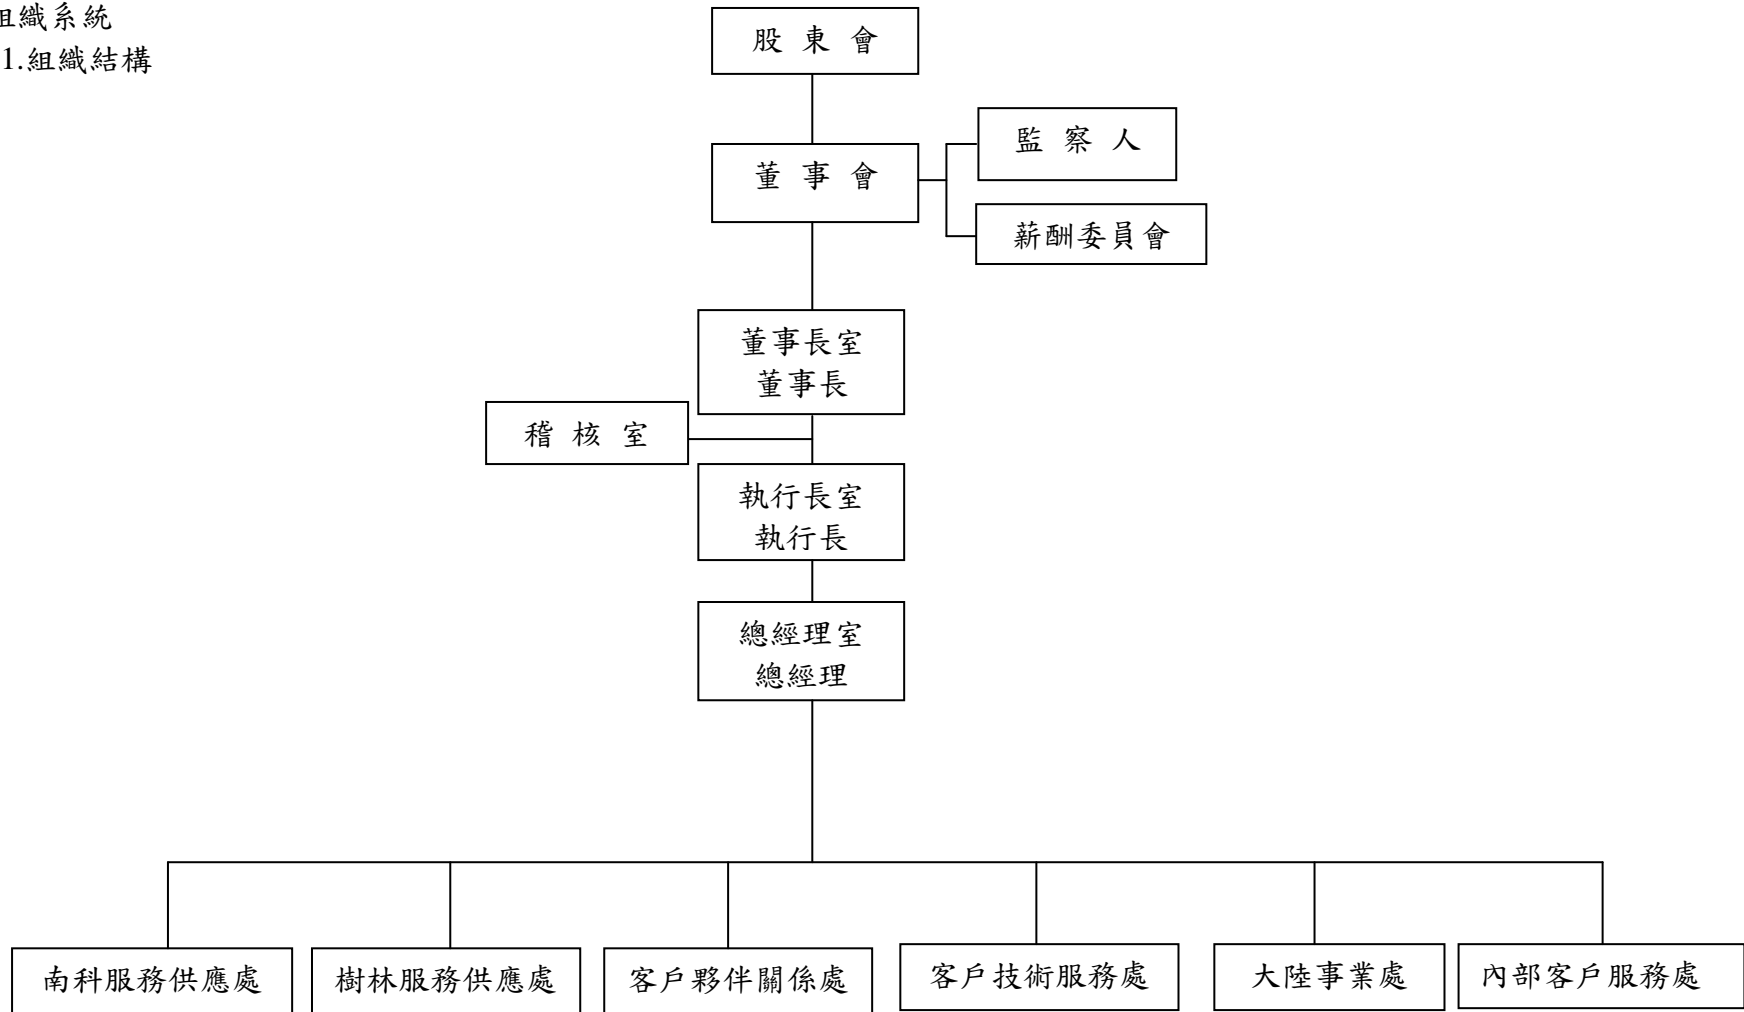 組織系統
1.組織結構
股 東 會
監 察 人
董 事 會
薪酬委員會
董事長室
董事長
稽 核 室
執行長室
執行長
總經理室
總經理
南科服務供應處
樹林服務供應處
客戶夥伴關係處
客戶技術服務處
大陸事業處
內部客戶服務處